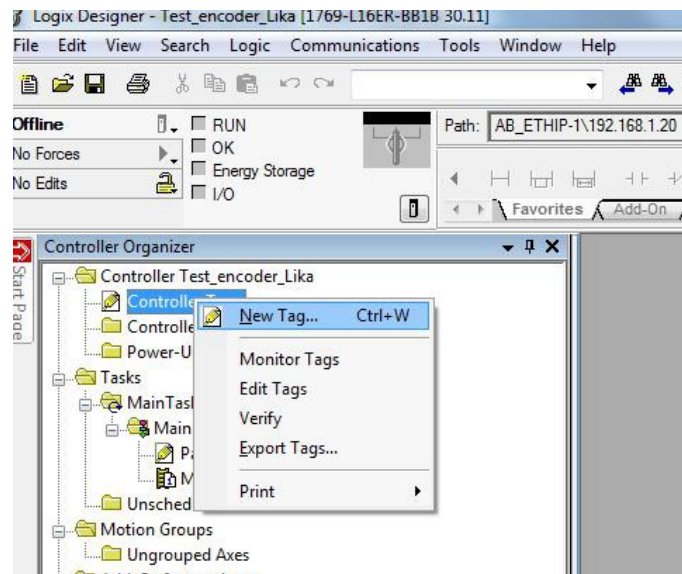 Logix Designer - Test_encoder_Lika [1769-L16ER-BB1B 30.11]
File Edit View Search Logic Communications Tools Window Help
Offline
RUN
Path: AB_ETHIP-1\192.168.1.20
No Forces
OK
Energy Storage
No Edits
I/O
Favorites Add-On
Controller Organizer
Start Page
Controller Test_encoder_Lika
New Tag... Ctrl+W
Monitor Tags
Tasks
Edit Tags
Verify
Export Tags...
Print
Motion Groups
Ungrouped Axes